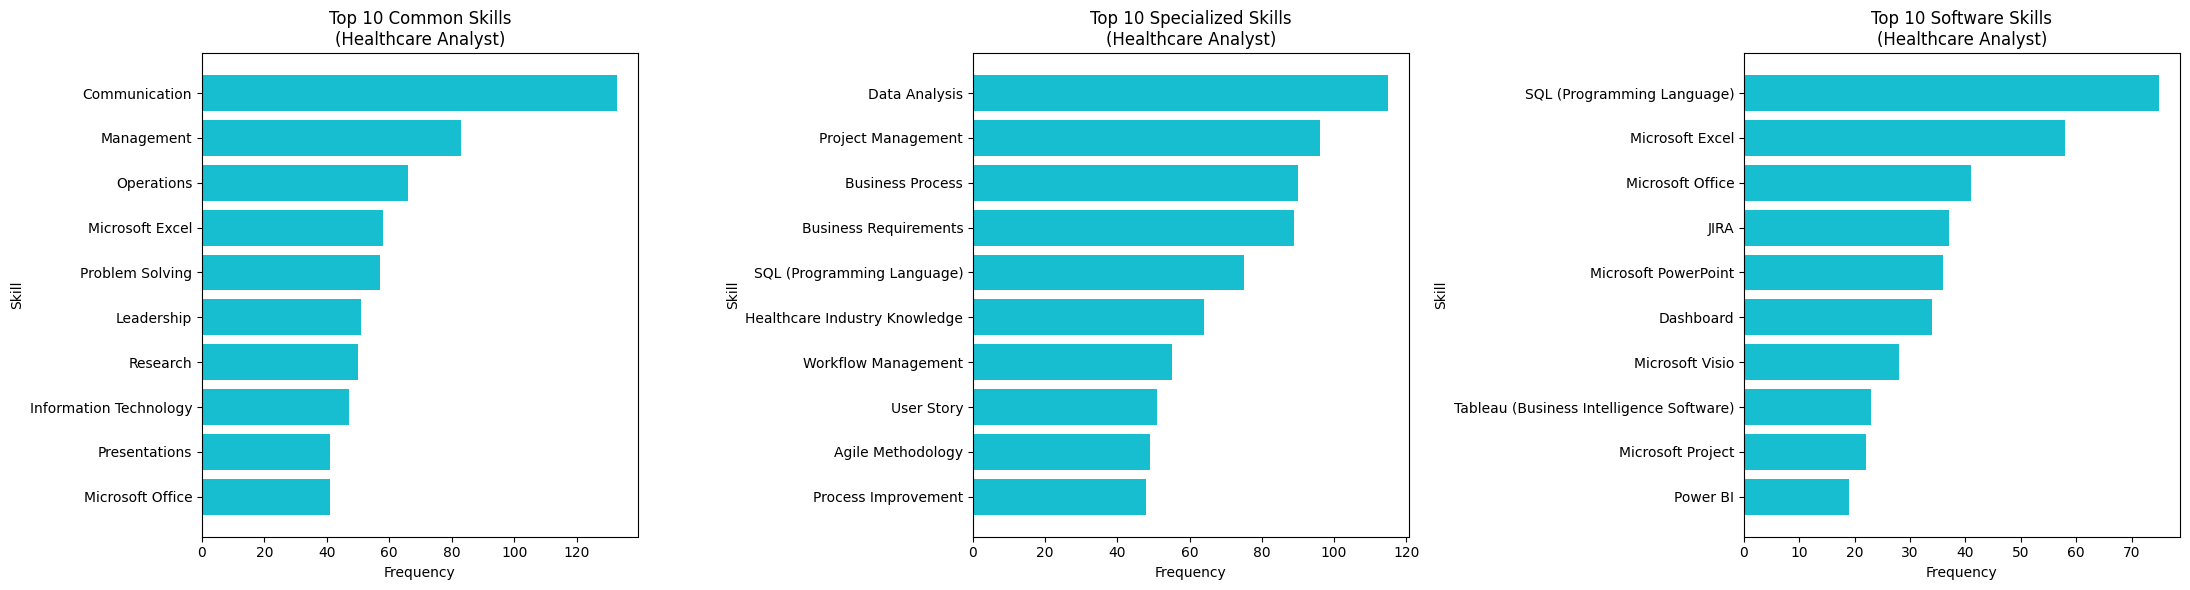 Top 10 Common Skills
(Healthcare Analyst)
Skill
Communication
Management
Operations
Microsoft Excel
Problem Solving
Leadership
Research
Information Technology
Presentations
Microsoft Office
0 20 40 60 80 100 120
Frequency
Top 10 Specialized Skills
(Healthcare Analyst)
Skill
Data Analysis
Project Management
Business Process
Business Requirements
SQL (Programming Language)
Healthcare Industry Knowledge
Workflow Management
User Story
Agile Methodology
Process Improvement
0 20 40 60 80 100 120
Frequency
Top 10 Software Skills
(Healthcare Analyst)
Skill
SQL (Programming Language)
Microsoft Excel
Microsoft Office
JIRA
Microsoft PowerPoint
Dashboard
Microsoft Visio
Tableau (Business Intelligence Software)
Microsoft Project
Power BI
0 10 20 30 40 50 60 70
Frequency